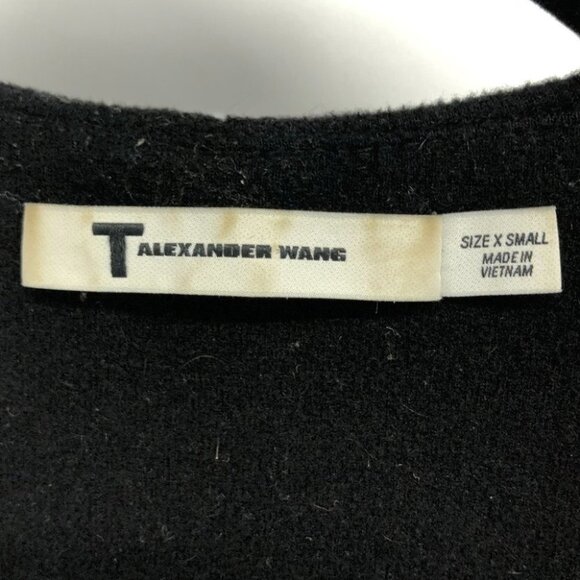 T ALEXANDER WANG
SIZE X SMALL
MADE IN
VIETNAM